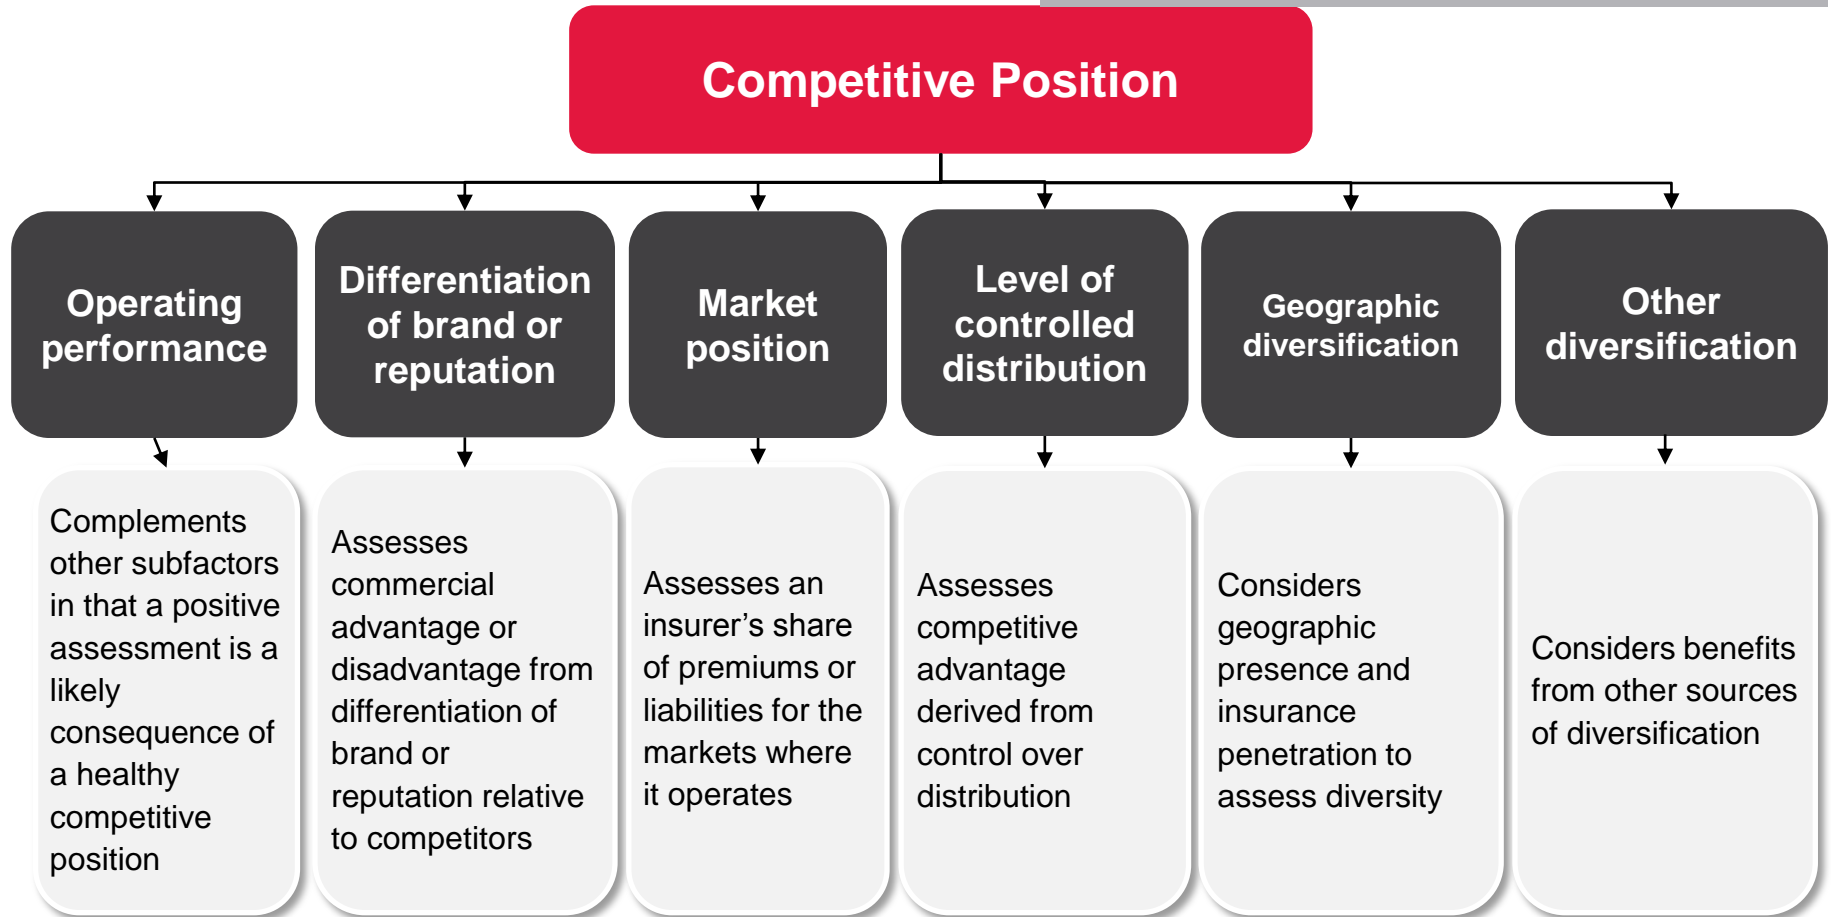 Competitive Position
Operating
performance
Differentiation
of brand or
reputation
Market
position
Level of
controlled
distribution
Geographic
diversification
Other
diversification
Complements
other subfactors
in that a positive
assessment is a
likely
consequence of
a healthy
competitive
position
Assesses
commercial
advantage or
disadvantage from
differentiation of
brand or
reputation relative
to competitors
Assesses an
insurer’s share
of premiums or
liabilities for the
markets where
it operates
Assesses
competitive
advantage
derived from
control over
distribution
Considers
geographic
presence and
insurance
penetration to
assess diversity
Considers benefits
from other sources
of diversification